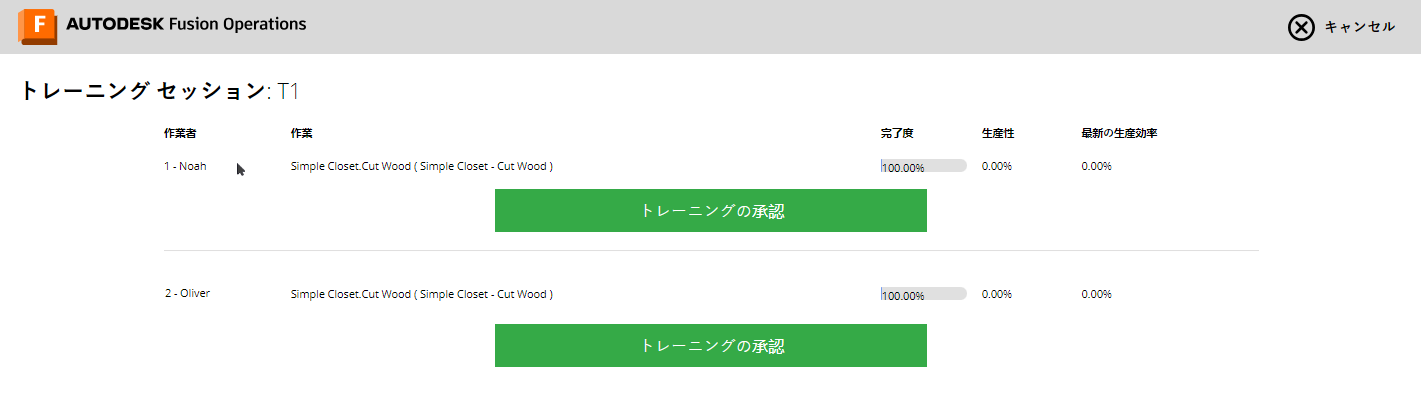 F AUTODESK Fusion Operations キャンセル
トレーニング セッション: T1
作業者 作業 完了度 生産性 最新の生産効率
1 - Noah Simple Closet.Cut Wood ( Simple Closet - Cut Wood ) 100.00% 0.00% 0.00%
トレーニングの承認
2 - Oliver Simple Closet.Cut Wood ( Simple Closet - Cut Wood ) 100.00% 0.00% 0.00%
トレーニングの承認